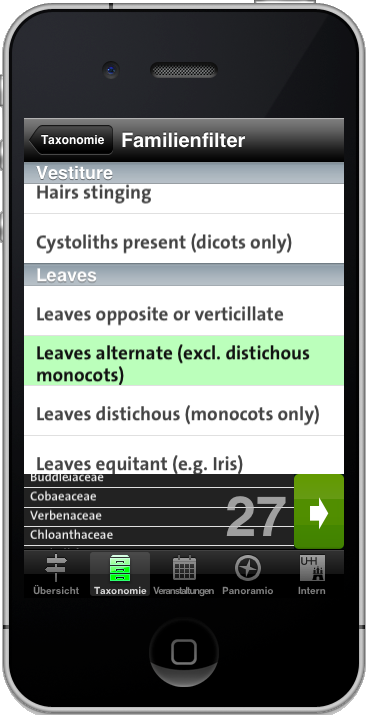 Taxonomie
Familienfilter
Vestiture
Hairs stinging
Cystoliths present (dicots only)
Leaves
Leaves opposite or verticillate
Leaves alternate (excl. distichous
monocots)
Leaves distichous (monocots only)
Leaves equitant (e.g. Iris)
Buddlejaceae
Cobaeaceae
Verbenaceae
Chloanthaceae
27
Übersicht
Taxonomie
Veranstaltungen
Panoramio
UHH
Intern